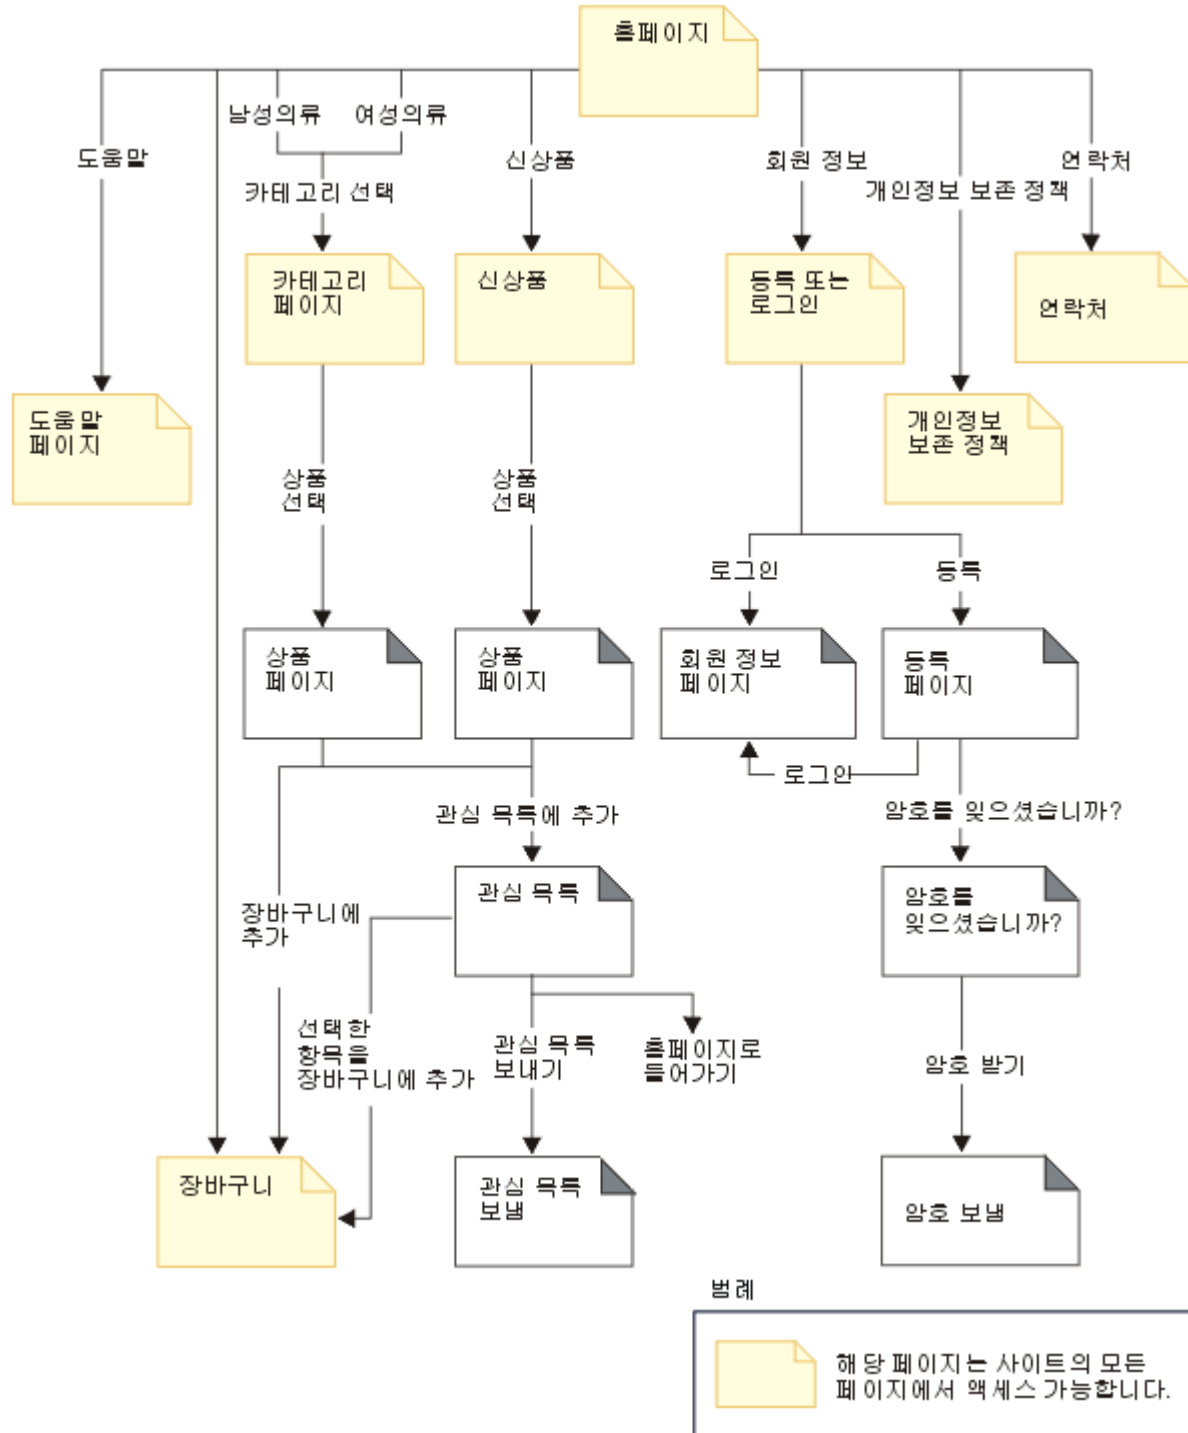 홈페이지
남성의류
여성의류
도움말
신상품
회원 정보
연락처
카테고리 선택
개인정보 보존 정책
카테고리
페이지
신상품
등록 또는
로그인
연락처
도움말
페이지
개인정보
보존 정책
상품
선택
상품
선택
로그인
등록
상품
페이지
상품
페이지
회원 정보
페이지
등록
페이지
로그인
관심 목록에 추가
암호를 잊으셨습니까?
관심 목록
암호를
잊으셨습니까?
장바구니에
추가
선택한
항목을
장바구니에 추가
관심 목록
보내기
홈페이지로
들어가기
암호 받기
장바구니
관심 목록
보냄
암호 보냄
범례
해당 페이지는 사이트의 모든
페이지에서 액세스 가능합니다.